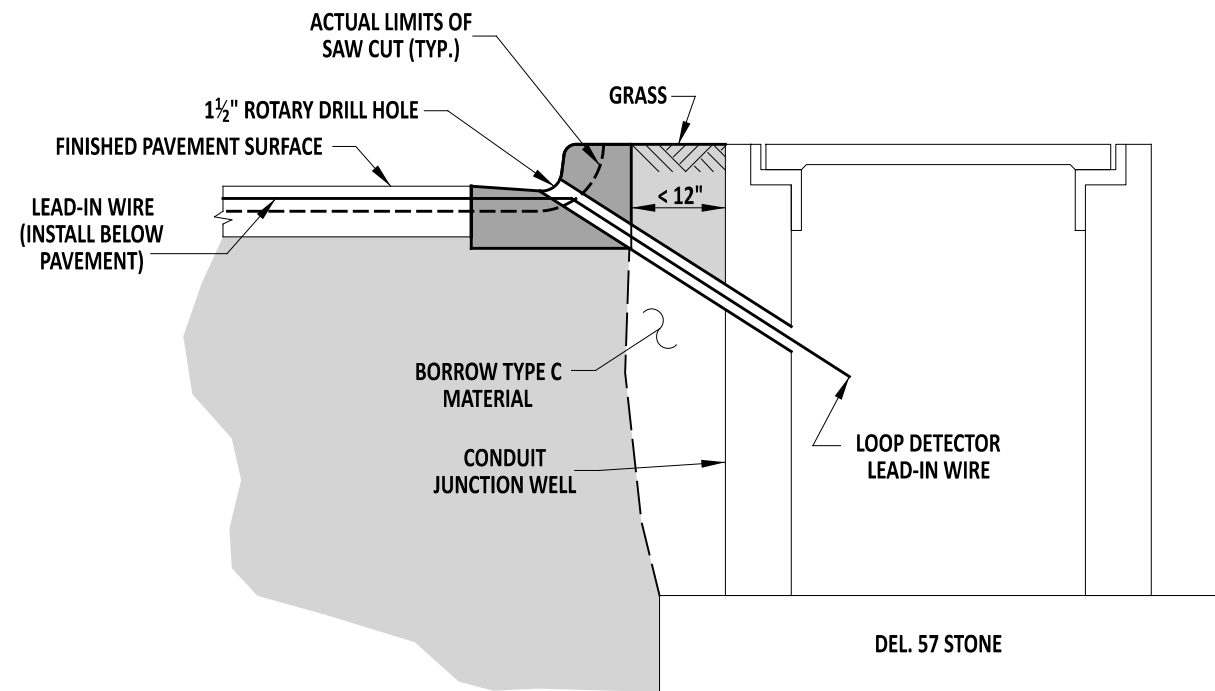 ACTUAL LIMITS OF
SAW CUT (TYP.)
1½" ROTARY DRILL HOLE
GRASS
FINISHED PAVEMENT SURFACE
< 12"
LEAD-IN WIRE
(INSTALL BELOW
PAVEMENT)
BORROW TYPE C
MATERIAL
CONDUIT
JUNCTION WELL
LOOP DETECTOR
LEAD-IN WIRE
DEL. 57 STONE